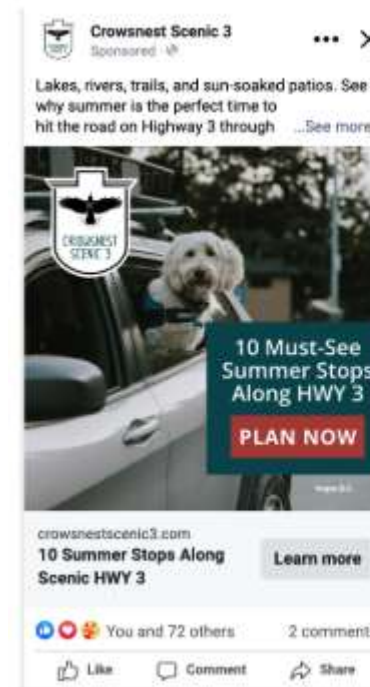 Crowsnest Scenic 3
Sponsored
Lakes, rivers, trails, and sun-soaked patios. See
why summer is the perfect time to
hit the road on Highway 3 through ...See more
CROWSNEST
SCENIC 3
10 Must-See
Summer Stops
Along HWY 3
PLAN NOW
crowsnestscenic3.com
10 Summer Stops Along
Scenic HWY 3
Learn more
You and 72 others
2 comment
Like
Comment
Share